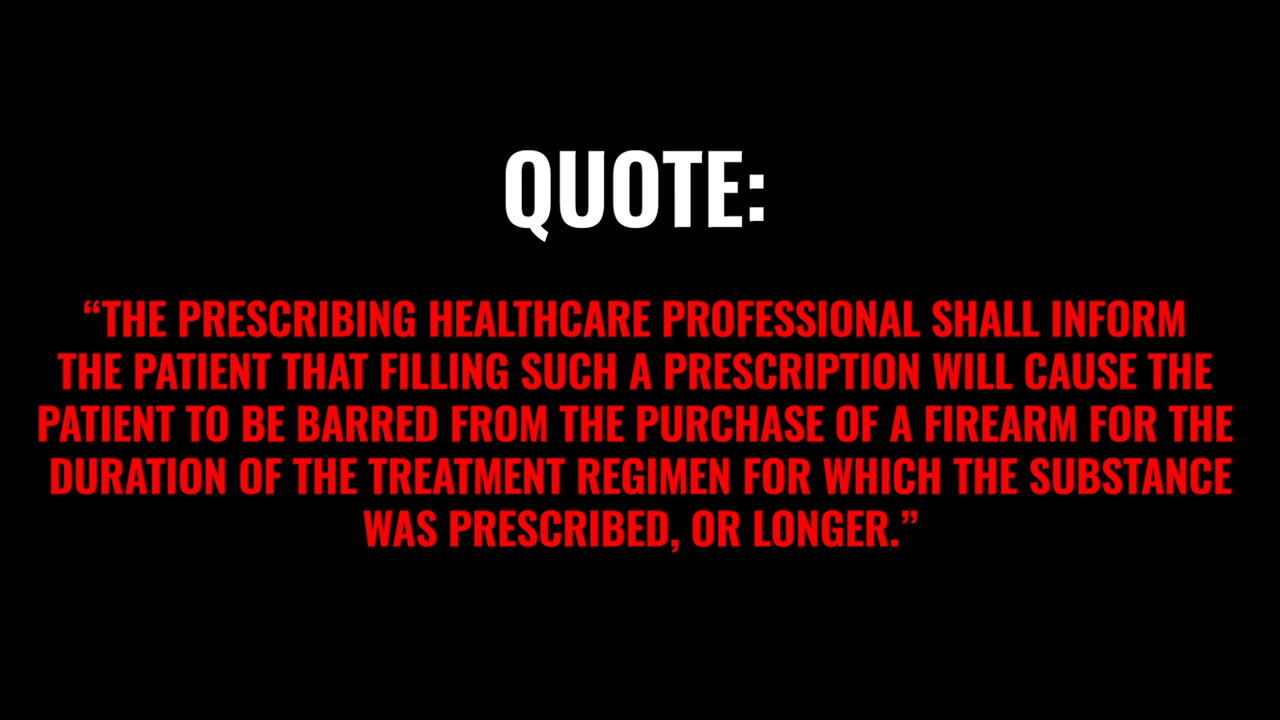 QUOTE:
“THE PRESCRIBING HEALTHCARE PROFESSIONAL SHALL INFORM
THE PATIENT THAT FILLING SUCH A PRESCRIPTION WILL CAUSE THE
PATIENT TO BE BARRED FROM THE PURCHASE OF A FIREARM FOR THE
DURATION OF THE TREATMENT REGIMEN FOR WHICH THE SUBSTANCE
WAS PRESCRIBED, OR LONGER.”